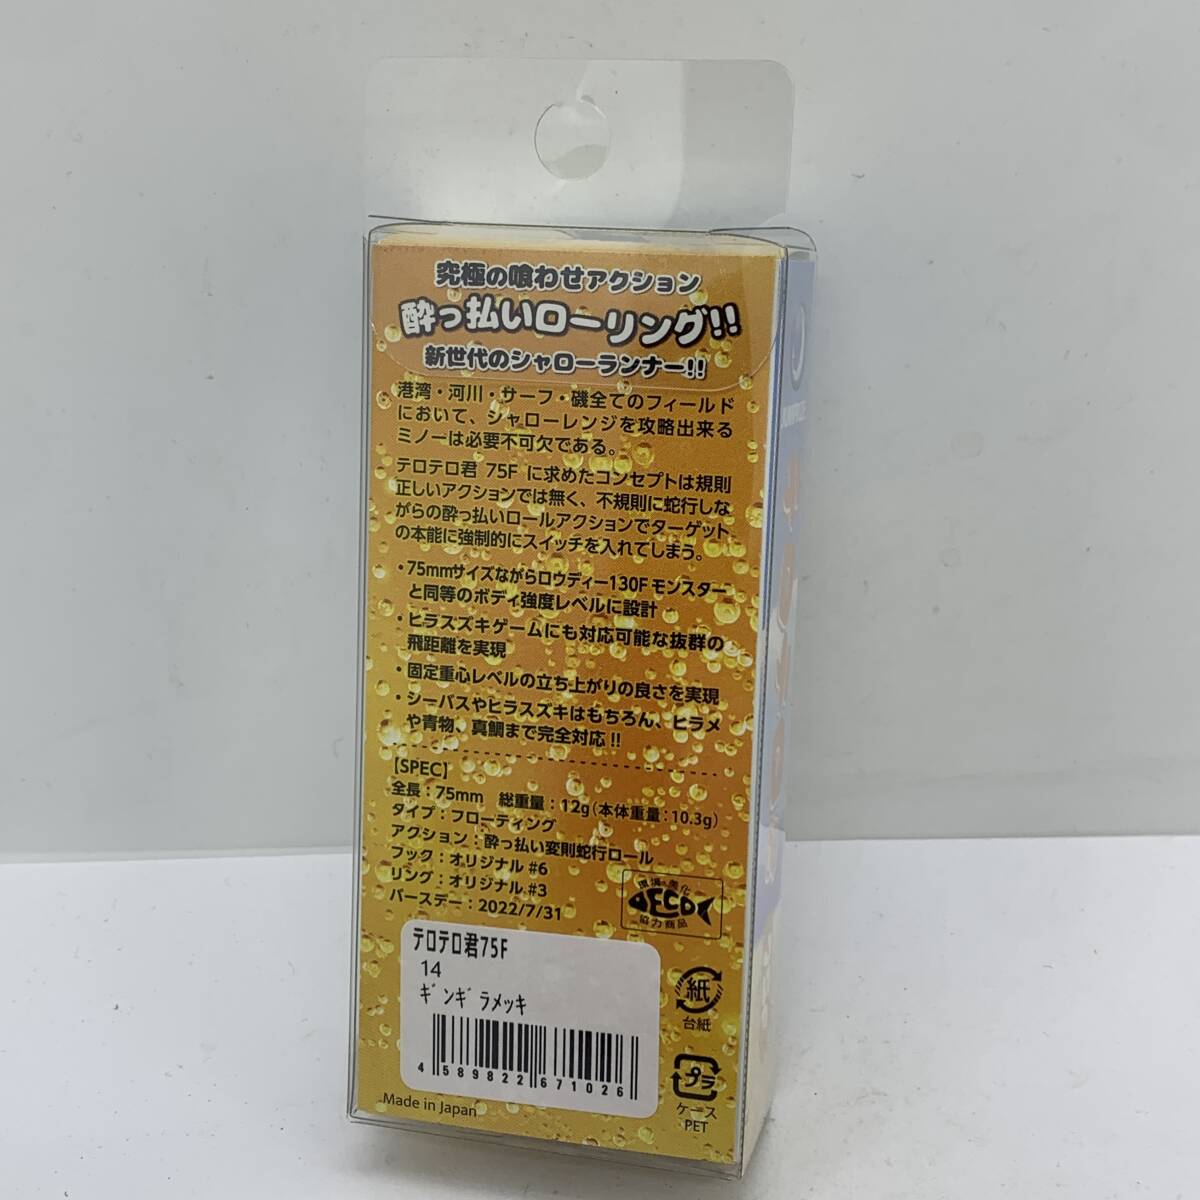 究極の喰わせアクション
酔っ払いローリング!!
新世代のシャローランナー!!
港湾・河川・サーフ・磯全てのフィールド
において、シャローレンジを攻略出来る
ミノーは必要不可欠である。
テロテロ君 75F に求めたコンセプトは規則
正しいアクションでは無く、不規則に蛇行しな
がらの酔っ払いロールアクションでターゲット
の本能に強制的にスイッチを入れてしまう。
・75mmサイズながらロウディー130F モンスター
と同等のボディ強度レベルに設計
・ヒラスズキゲームにも対応可能な抜群の
飛距離を実現
・固定重心レベルの立ち上がりの良さを実現
・シーバスやヒラスズキはもちろん、ヒラメ
や青物、真鯛まで完全対応!!
【SPEC】
全長：75mm 総重量：12g（本体重量：10.3g）
タイプ：フローティング
アクション：酔っ払い変則蛇行ロール
フック：オリジナル #6
リング：オリジナル #3
バースデー：2022/7/31
環境・美化
ECO
協力商品
テロテロ君75F
14
ギンギラメッキ
4 589822 671026
紙
台紙
プラ
ケース
PET
Made in Japan